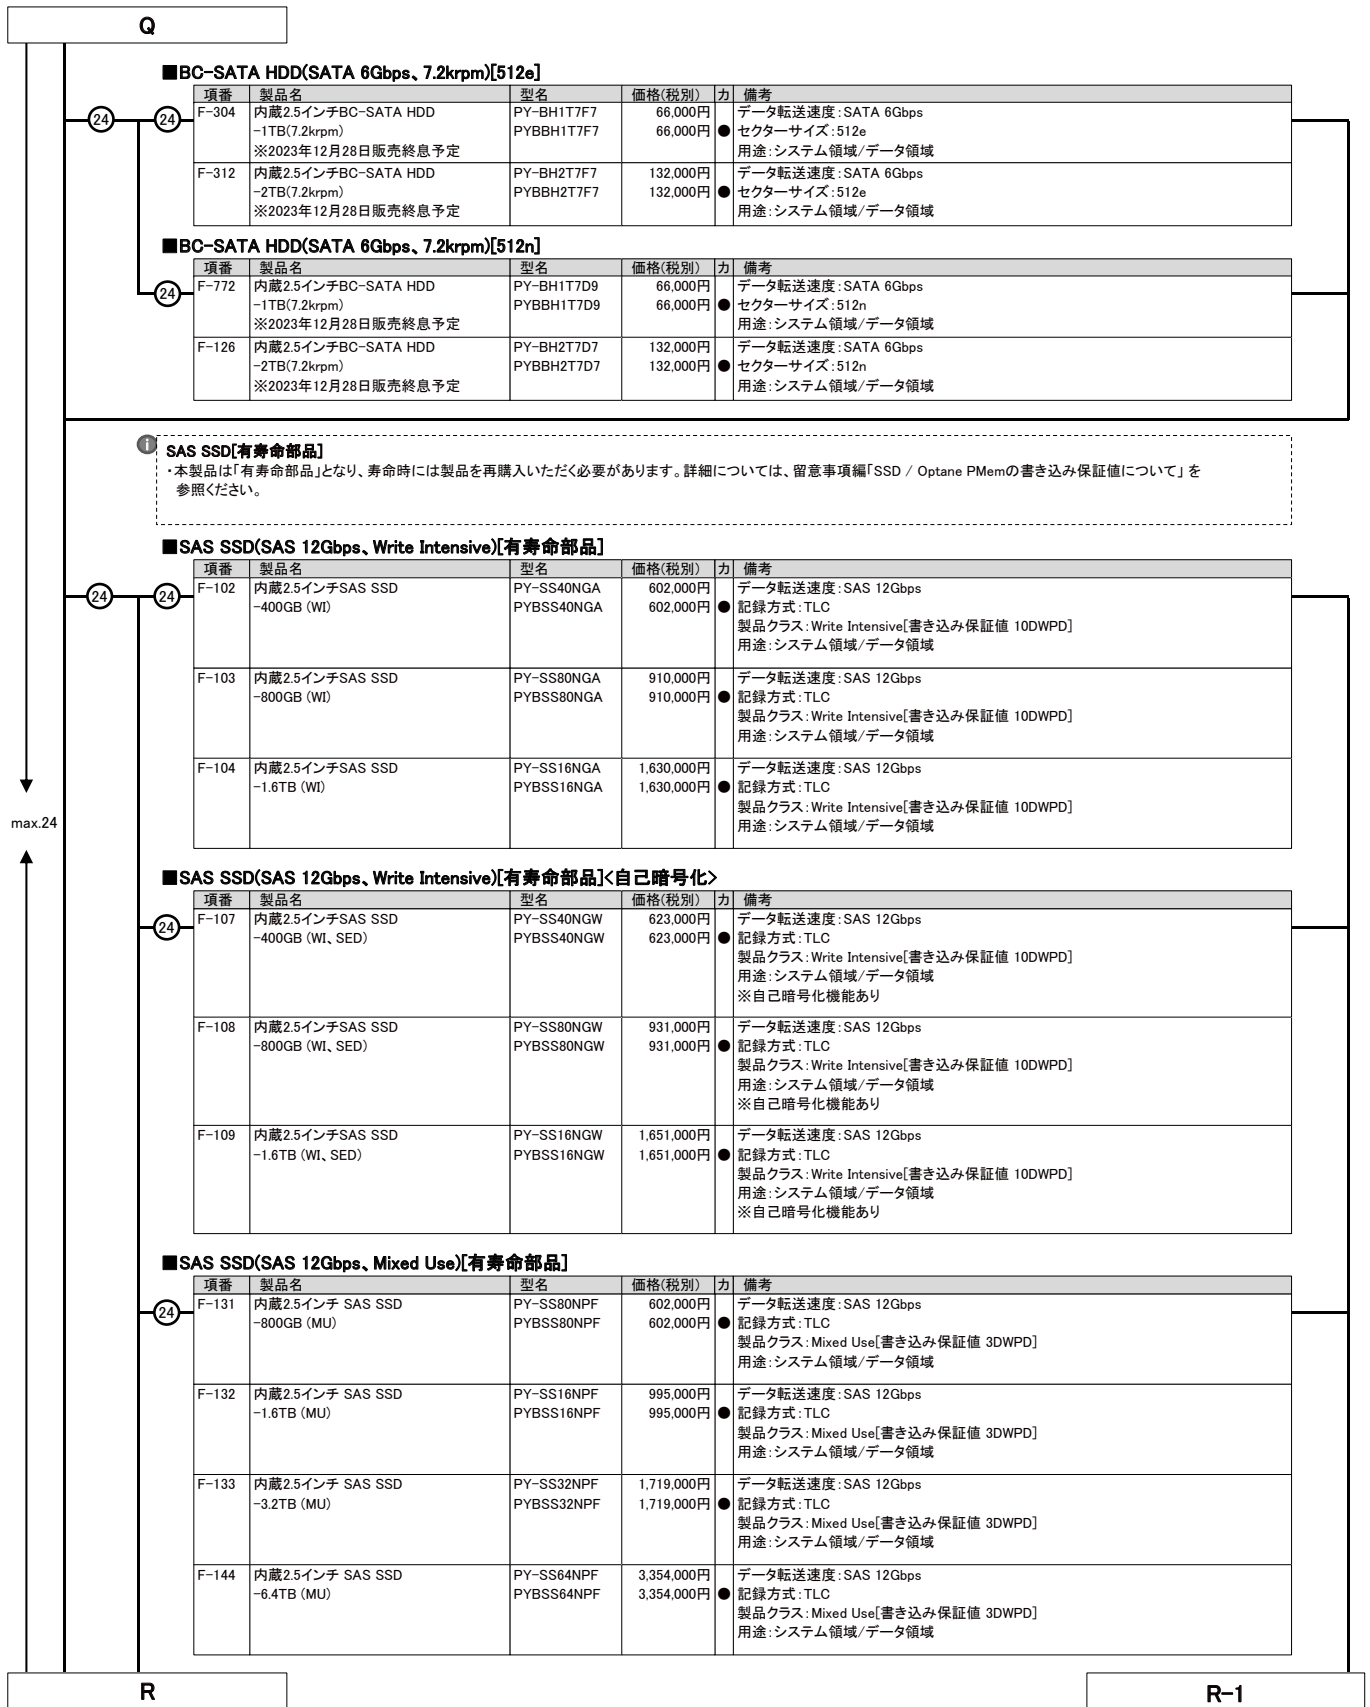 Q
■BC-SATA HDD(SATA 6Gbps、7.2krpm)[512e]
項番 製品名 型名 価格(税別) カ 備考
24 24 F-304 内蔵2.5インチBC-SATA HDD PY-BH1T7F7 66,000円 データ転送速度:SATA 6Gbps
-1TB(7.2krpm) PYBBH1T7F7 66,000円 ● セクターサイズ:512e
※2023年12月28日販売終息予定 用途:システム領域/データ領域
F-312 内蔵2.5インチBC-SATA HDD PY-BH2T7F7 132,000円 データ転送速度:SATA 6Gbps
-2TB(7.2krpm) PYBBH2T7F7 132,000円 ● セクターサイズ:512e
※2023年12月28日販売終息予定 用途:システム領域/データ領域
■BC-SATA HDD(SATA 6Gbps、7.2krpm)[512n]
項番 製品名 型名 価格(税別) カ 備考
24 F-772 内蔵2.5インチBC-SATA HDD PY-BH1T7D9 66,000円 データ転送速度:SATA 6Gbps
-1TB(7.2krpm) PYBBH1T7D9 66,000円 ● セクターサイズ:512n
※2023年12月28日販売終息予定 用途:システム領域/データ領域
F-126 内蔵2.5インチBC-SATA HDD PY-BH2T7D7 132,000円 データ転送速度:SATA 6Gbps
-2TB(7.2krpm) PYBBH2T7D7 132,000円 ● セクターサイズ:512n
※2023年12月28日販売終息予定 用途:システム領域/データ領域
i SAS SSD[有寿命部品]
・本製品は「有寿命部品」となり、寿命時には製品を再購入いただく必要があります。詳細については、留意事項編「SSD / Optane PMemの書き込み保証値について」を
参照ください。
■SAS SSD(SAS 12Gbps、Write Intensive)[有寿命部品]
項番 製品名 型名 価格(税別) カ 備考
24 24 F-102 内蔵2.5インチSAS SSD PY-SS40NGA 602,000円 データ転送速度:SAS 12Gbps
-400GB (WI) PYBSS40NGA 602,000円 ● 記録方式:TLC
製品クラス:Write Intensive[書き込み保証値 10DWPD]
用途:システム領域/データ領域
F-103 内蔵2.5インチSAS SSD PY-SS80NGA 910,000円 データ転送速度:SAS 12Gbps
-800GB (WI) PYBSS80NGA 910,000円 ● 記録方式:TLC
製品クラス:Write Intensive[書き込み保証値 10DWPD]
用途:システム領域/データ領域
F-104 内蔵2.5インチSAS SSD PY-SS16NGA 1,630,000円 データ転送速度:SAS 12Gbps
-1.6TB (WI) PYBSS16NGA 1,630,000円 ● 記録方式:TLC
製品クラス:Write Intensive[書き込み保証値 10DWPD]
用途:システム領域/データ領域
max.24
■SAS SSD(SAS 12Gbps、Write Intensive)[有寿命部品]<自己暗号化>
項番 製品名 型名 価格(税別) カ 備考
24 F-107 内蔵2.5インチSAS SSD PY-SS40NGW 623,000円 データ転送速度:SAS 12Gbps
-400GB (WI、SED) PYBSS40NGW 623,000円 ● 記録方式:TLC
製品クラス:Write Intensive[書き込み保証値 10DWPD]
用途:システム領域/データ領域
※自己暗号化機能あり
F-108 内蔵2.5インチSAS SSD PY-SS80NGW 931,000円 データ転送速度:SAS 12Gbps
-800GB (WI、SED) PYBSS80NGW 931,000円 ● 記録方式:TLC
製品クラス:Write Intensive[書き込み保証値 10DWPD]
用途:システム領域/データ領域
※自己暗号化機能あり
F-109 内蔵2.5インチSAS SSD PY-SS16NGW 1,651,000円 データ転送速度:SAS 12Gbps
-1.6TB (WI、SED) PYBSS16NGW 1,651,000円 ● 記録方式:TLC
製品クラス:Write Intensive[書き込み保証値 10DWPD]
用途:システム領域/データ領域
※自己暗号化機能あり
■SAS SSD(SAS 12Gbps、Mixed Use)[有寿命部品]
項番 製品名 型名 価格(税別) カ 備考
24 F-131 内蔵2.5インチ SAS SSD PY-SS80NPF 602,000円 データ転送速度:SAS 12Gbps
-800GB (MU) PYBSS80NPF 602,000円 ● 記録方式:TLC
製品クラス:Mixed Use[書き込み保証値 3DWPD]
用途:システム領域/データ領域
F-132 内蔵2.5インチ SAS SSD PY-SS16NPF 995,000円 データ転送速度:SAS 12Gbps
-1.6TB (MU) PYBSS16NPF 995,000円 ● 記録方式:TLC
製品クラス:Mixed Use[書き込み保証値 3DWPD]
用途:システム領域/データ領域
F-133 内蔵2.5インチ SAS SSD PY-SS32NPF 1,719,000円 データ転送速度:SAS 12Gbps
-3.2TB (MU) PYBSS32NPF 1,719,000円 ● 記録方式:TLC
製品クラス:Mixed Use[書き込み保証値 3DWPD]
用途:システム領域/データ領域
F-144 内蔵2.5インチ SAS SSD PY-SS64NPF 3,354,000円 データ転送速度:SAS 12Gbps
-6.4TB (MU) PYBSS64NPF 3,354,000円 ● 記録方式:TLC
製品クラス:Mixed Use[書き込み保証値 3DWPD]
用途:システム領域/データ領域
R R-1